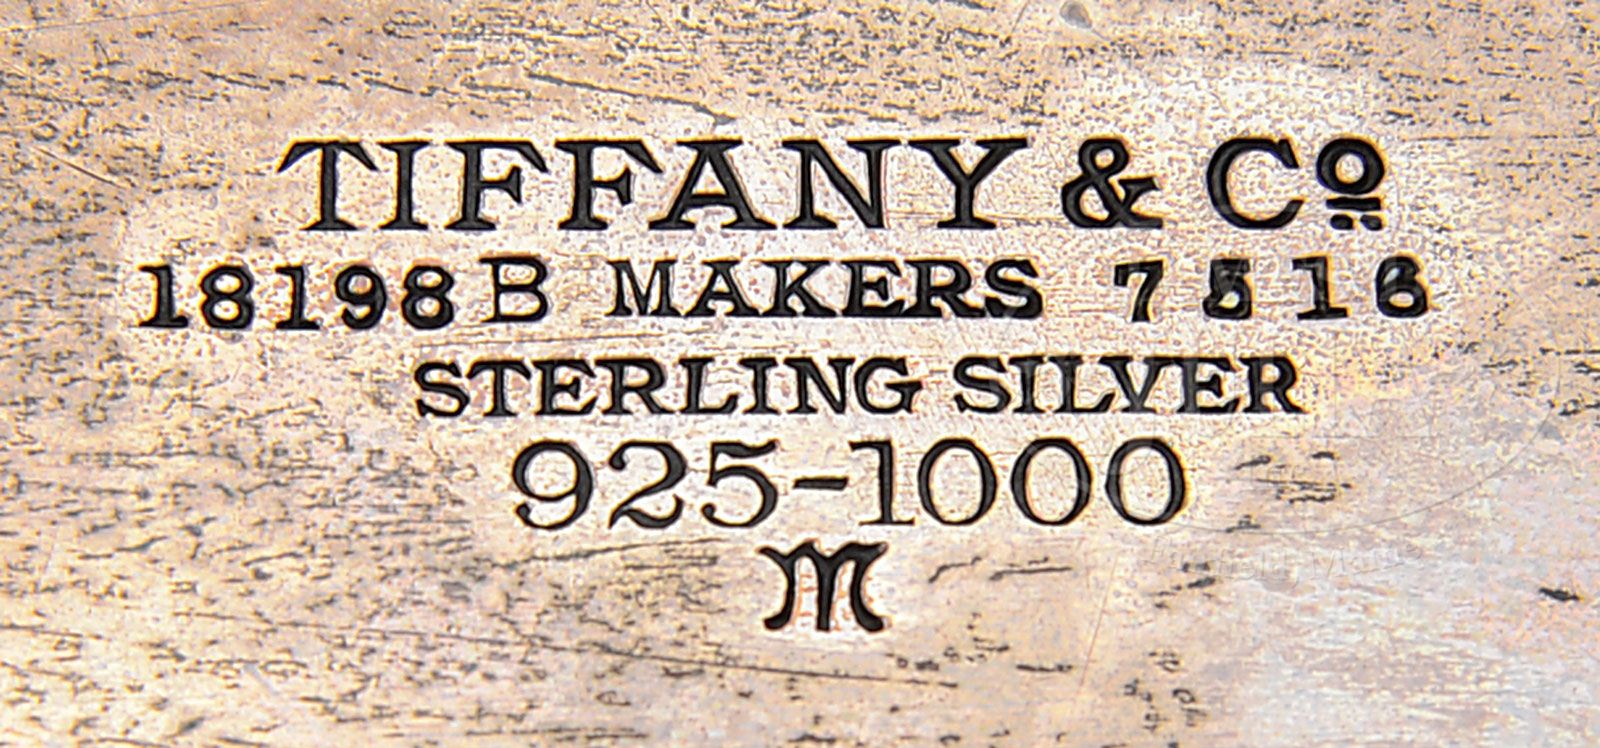 TIFFANY & Co
18198 B MAKERS 7516
STERLING SILVER
925-1000
M